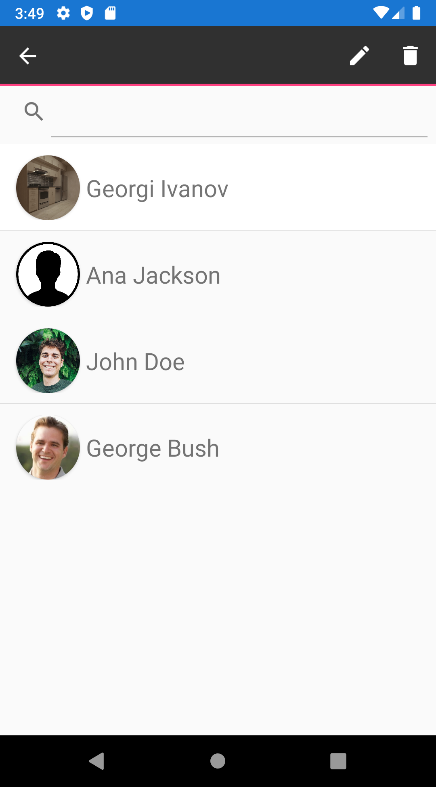 3:49
Georgi Ivanov
Ana Jackson
John Doe
George Bush